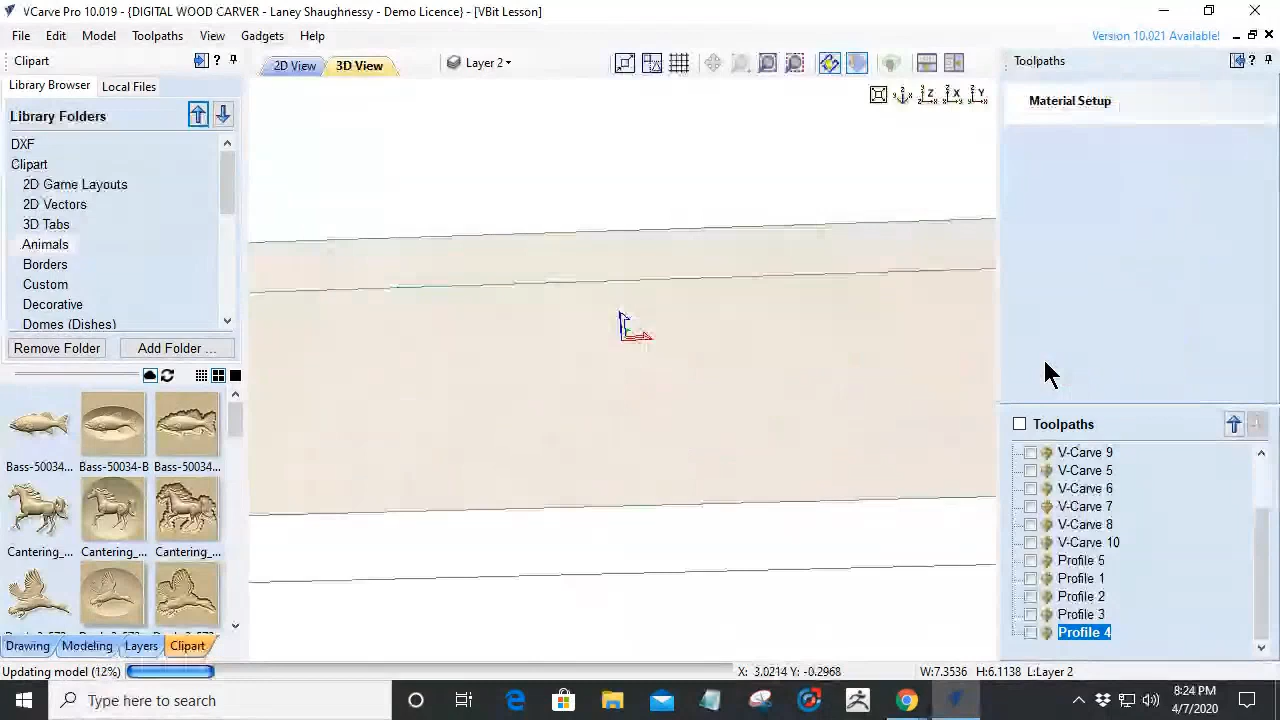 VCarve Pro 10.019 - {DIGITAL WOOD CARVER - Laney Shaughnessy - Demo Licence} - [VBit Lesson]
File Edit Model Toolpaths View Gadgets Help
Version 10.021 Available!
Clipart
2D View 3D View
Layer 2
Toolpaths
Library Browser Local Files
Material Setup
Library Folders
DXF
Clipart
2D Game Layouts
2D Vectors
3D Tabs
Animals
Borders
Custom
Decorative
Domes (Dishes)
Remove Folder Add Folder ...
Bass-50034... Bass-50034-B Bass-50034...
Cantering_... Cantering_... Cantering_...
Drawing Modeling Layers Clipart
Z X Y
Toolpaths
V-Carve 9
V-Carve 5
V-Carve 6
V-Carve 7
V-Carve 8
V-Carve 10
Profile 5
Profile 1
Profile 2
Profile 3
Profile 4
Updating model (12%)
X: 3.0214 Y: -0.2968
W:7.3536 H:6.1138 L:Layer 2
Type here to search
8:24 PM
4/7/2020